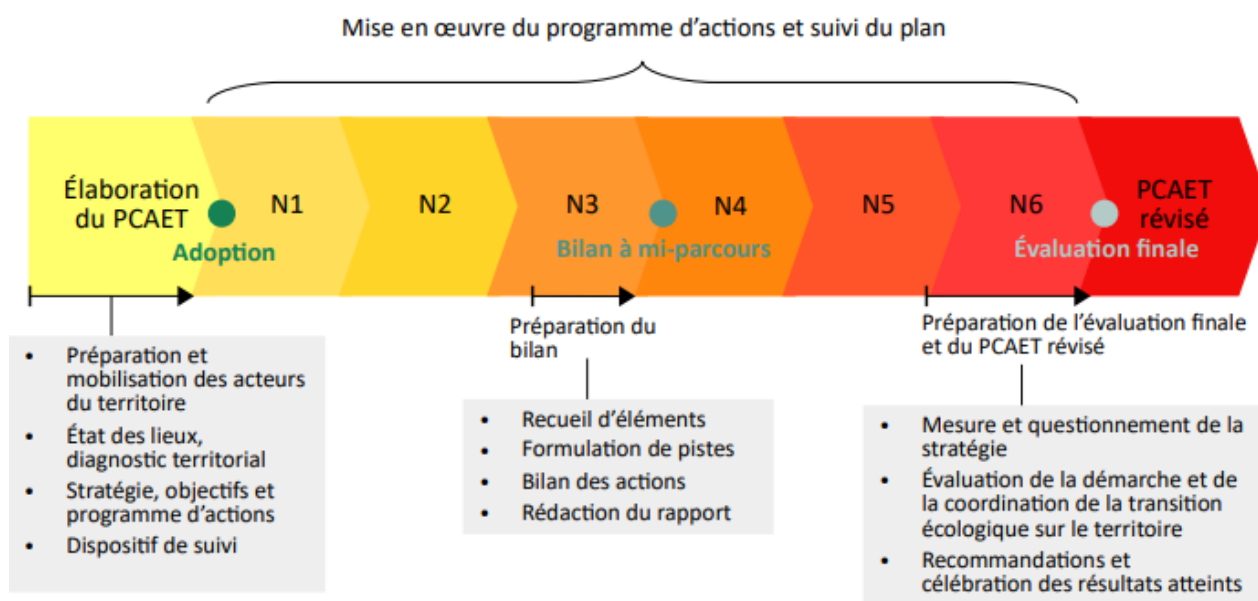 Mise en œuvre du programme d'actions et suivi du plan
Élaboration
du PCAET
N1
N2
N3
N4
N5
N6
PCAET
révisé
Adoption
Bilan à mi-parcours
Évaluation finale
Préparation du
bilan
Préparation de l'évaluation finale
et du PCAET révisé
• Préparation et
mobilisation des acteurs
du territoire
• État des lieux,
diagnostic territorial
• Stratégie, objectifs et
programme d'actions
• Dispositif de suivi
• Recueil d'éléments
• Formulation de pistes
• Bilan des actions
• Rédaction du rapport
• Mesure et questionnement de la
stratégie
• Évaluation de la démarche et de
la coordination de la transition
écologique sur le territoire
• Recommandations et
célébration des résultats atteints